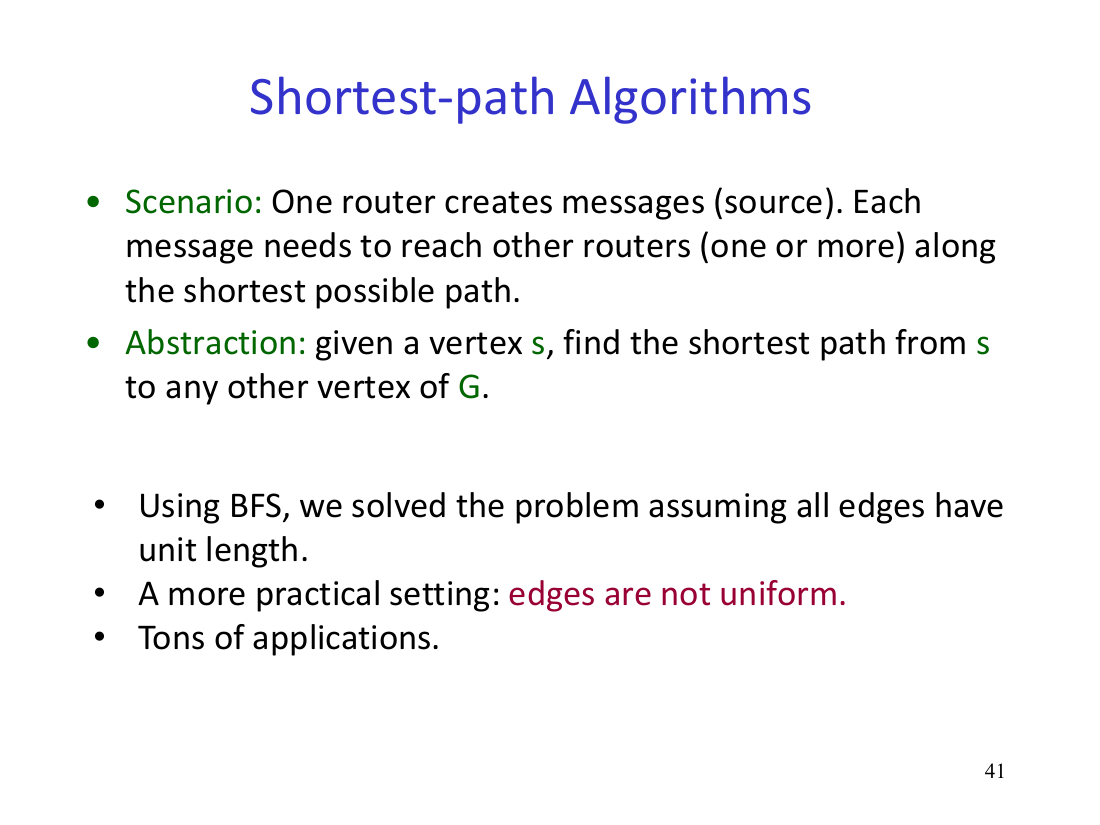 Shortest-path Algorithms
• Scenario: One router creates messages (source). Each
message needs to reach other routers (one or more) along
the shortest possible path.
• Abstraction: given a vertex s, find the shortest path from s
to any other vertex of G.
• Using BFS, we solved the problem assuming all edges have
unit length.
• A more practical setting: edges are not uniform.
• Tons of applications.
41